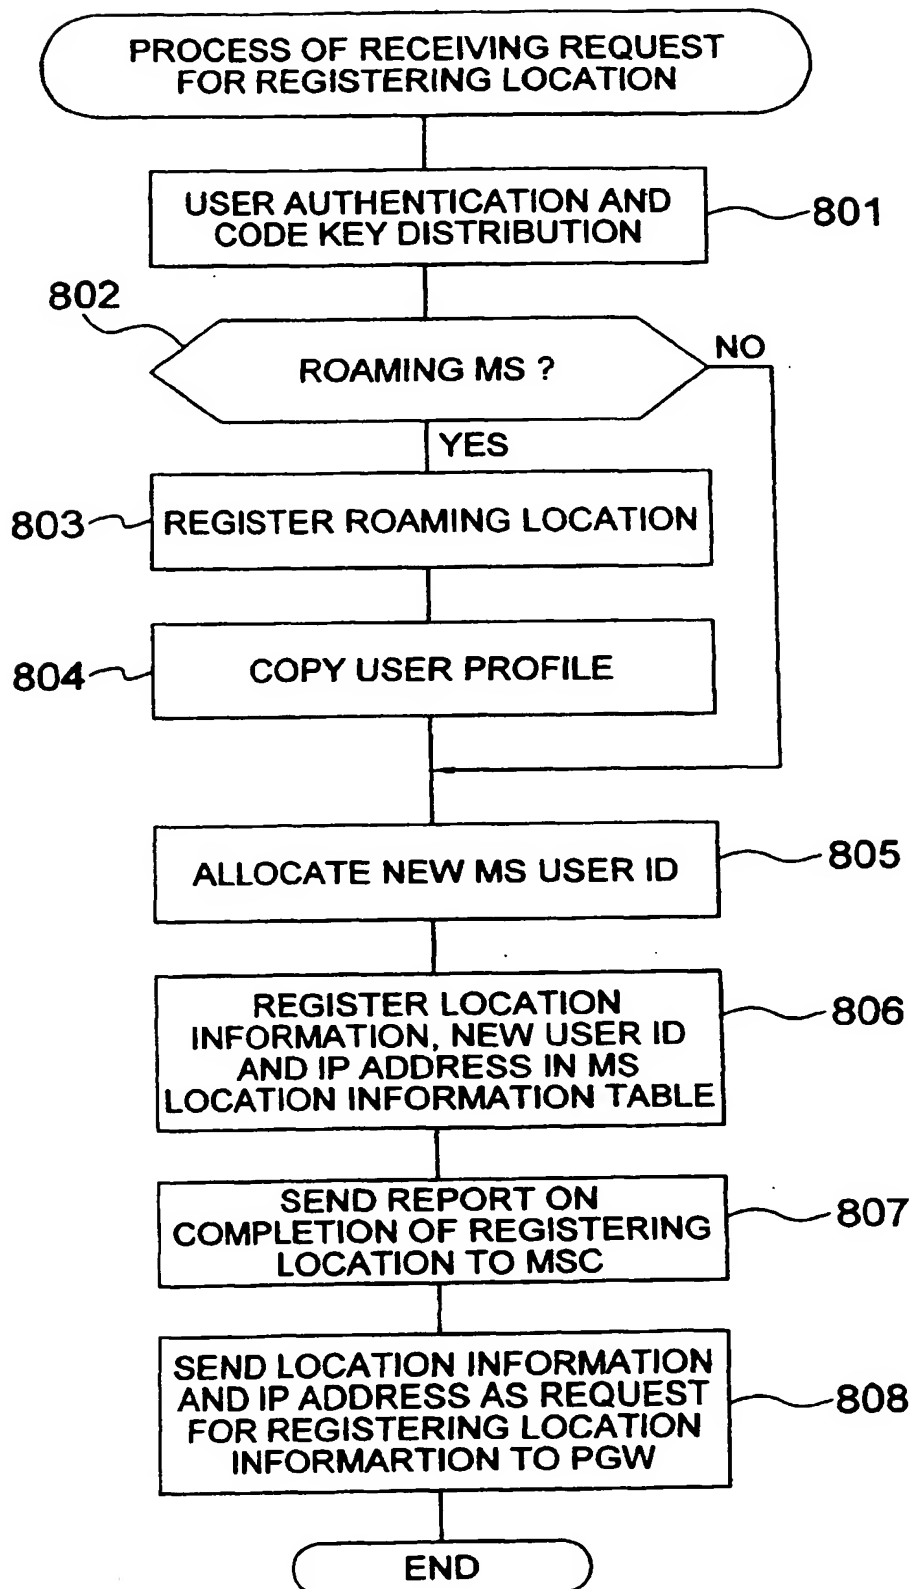 PROCESS OF RECEIVING REQUEST
FOR REGISTERING LOCATION
USER AUTHENTICATION AND
CODE KEY DISTRIBUTION
801
802
ROAMING MS ?
NO
YES
803
REGISTER ROAMING LOCATION
804
COPY USER PROFILE
ALLOCATE NEW MS USER ID
805
REGISTER LOCATION
INFORMATION, NEW USER ID
AND IP ADDRESS IN MS
LOCATION INFORMATION TABLE
806
SEND REPORT ON
COMPLETION OF REGISTERING
LOCATION TO MSC
807
SEND LOCATION INFORMATION
AND IP ADDRESS AS REQUEST
FOR REGISTERING LOCATION
INFORMARTION TO PGW
808
END